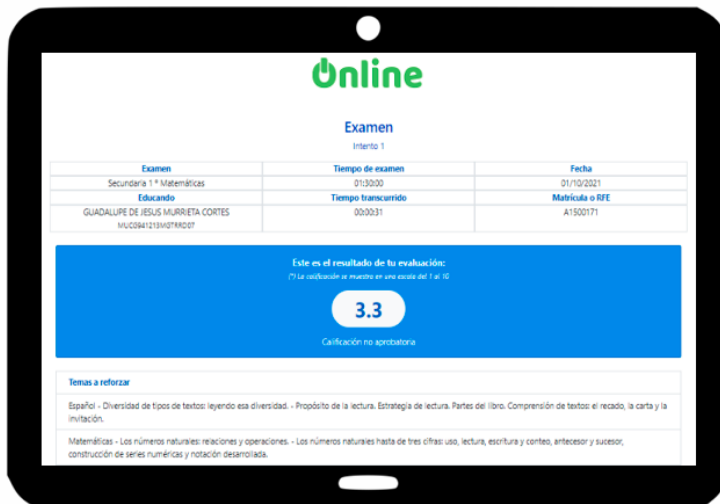 Online
Examen
Intento 1
Examen Tiempo de examen Fecha
Secundaria 1 º Matemáticas 01:30:00 01/10/2021
Educando Tiempo transcurrido Matrícula o RFE
GUADALUPE DE JESUS MURRIETA CORTES 00:00:31 A1500171
Este es el resultado de tu evaluación:
(*) La calificación se muestra en una escala del 1 al 10
3.3
Calificación no aprobatoria
Temas a reforzar
Español - Diversidad de tipos de textos: leyendo esa diversidad. - Propósito de la lectura. Estrategia de lectura. Partes del libro. Comprensión de textos: el recado, la carta y la
invitación.
Matemáticas - Los números naturales: relaciones y operaciones. - Los números naturales hasta de tres cifras: uso, lectura, escritura y conteo, antecesor y sucesor,
construcción de series numéricas y notación desarrollada.